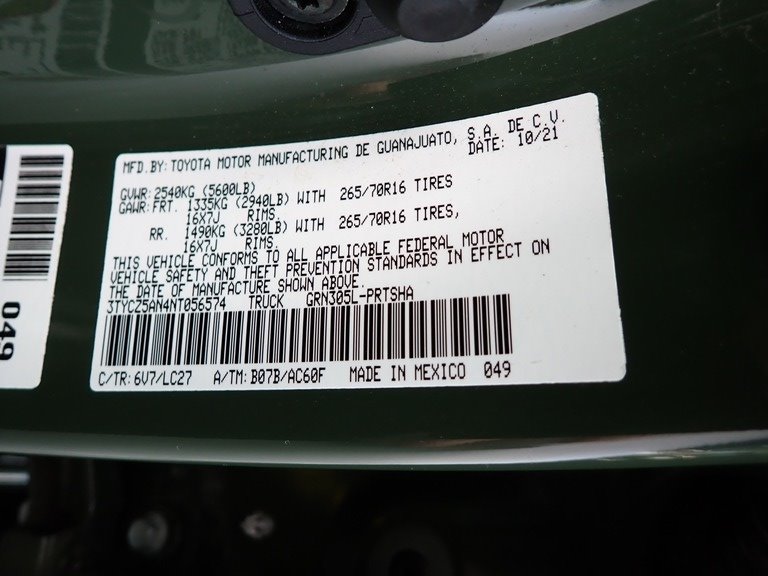 MFD.BY: TOYOTA MOTOR MANUFACTURING DE GUANAJUATO, S.A. DE C.V.
DATE: 10/21
GVWR: 2540KG (5600LB)
GAWR: FRT. 1335KG (2940LB) WITH 265/70R16 TIRES
16X7J RIMS.
RR. 1490KG (3280LB) WITH 265/70R16 TIRES,
16X7J RIMS.
THIS VEHICLE CONFORMS TO ALL APPLICABLE FEDERAL MOTOR
VEHICLE SAFETY AND THEFT PREVENTION STANDARDS IN EFFECT ON
THE DATE OF MANUFACTURE SHOWN ABOVE.
3TYCZ5AN4NT056574 TRUCK GRN305L-PRTSHA
C/TR: 6V7/LC27 A/TM: B07B/AC60F MADE IN MEXICO 049
049